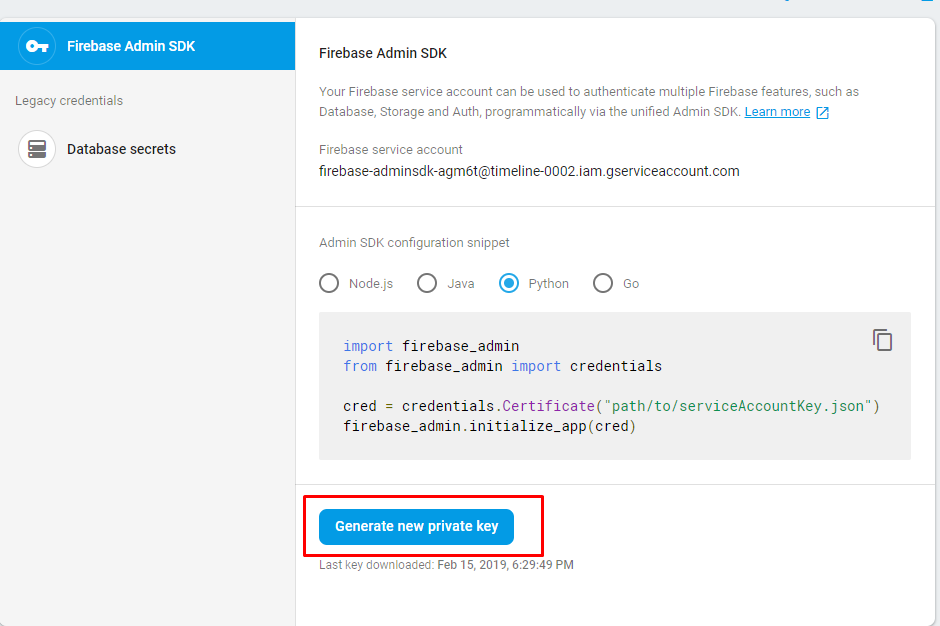 Firebase Admin SDK
Legacy credentials
Database secrets
Firebase Admin SDK
Your Firebase service account can be used to authenticate multiple Firebase features, such as
Database, Storage and Auth, programmatically via the unified Admin SDK. Learn more
Firebase service account
firebase-adminsdk-agm6t@timeline-0002.iam.gserviceaccount.com
Admin SDK configuration snippet
Node.js Java Python Go
import firebase_admin
from firebase_admin import credentials
cred = credentials.Certificate("path/to/serviceAccountKey.json")
firebase_admin.initialize_app(cred)
Generate new private key
Last key downloaded: Feb 15, 2019, 6:29:49 PM